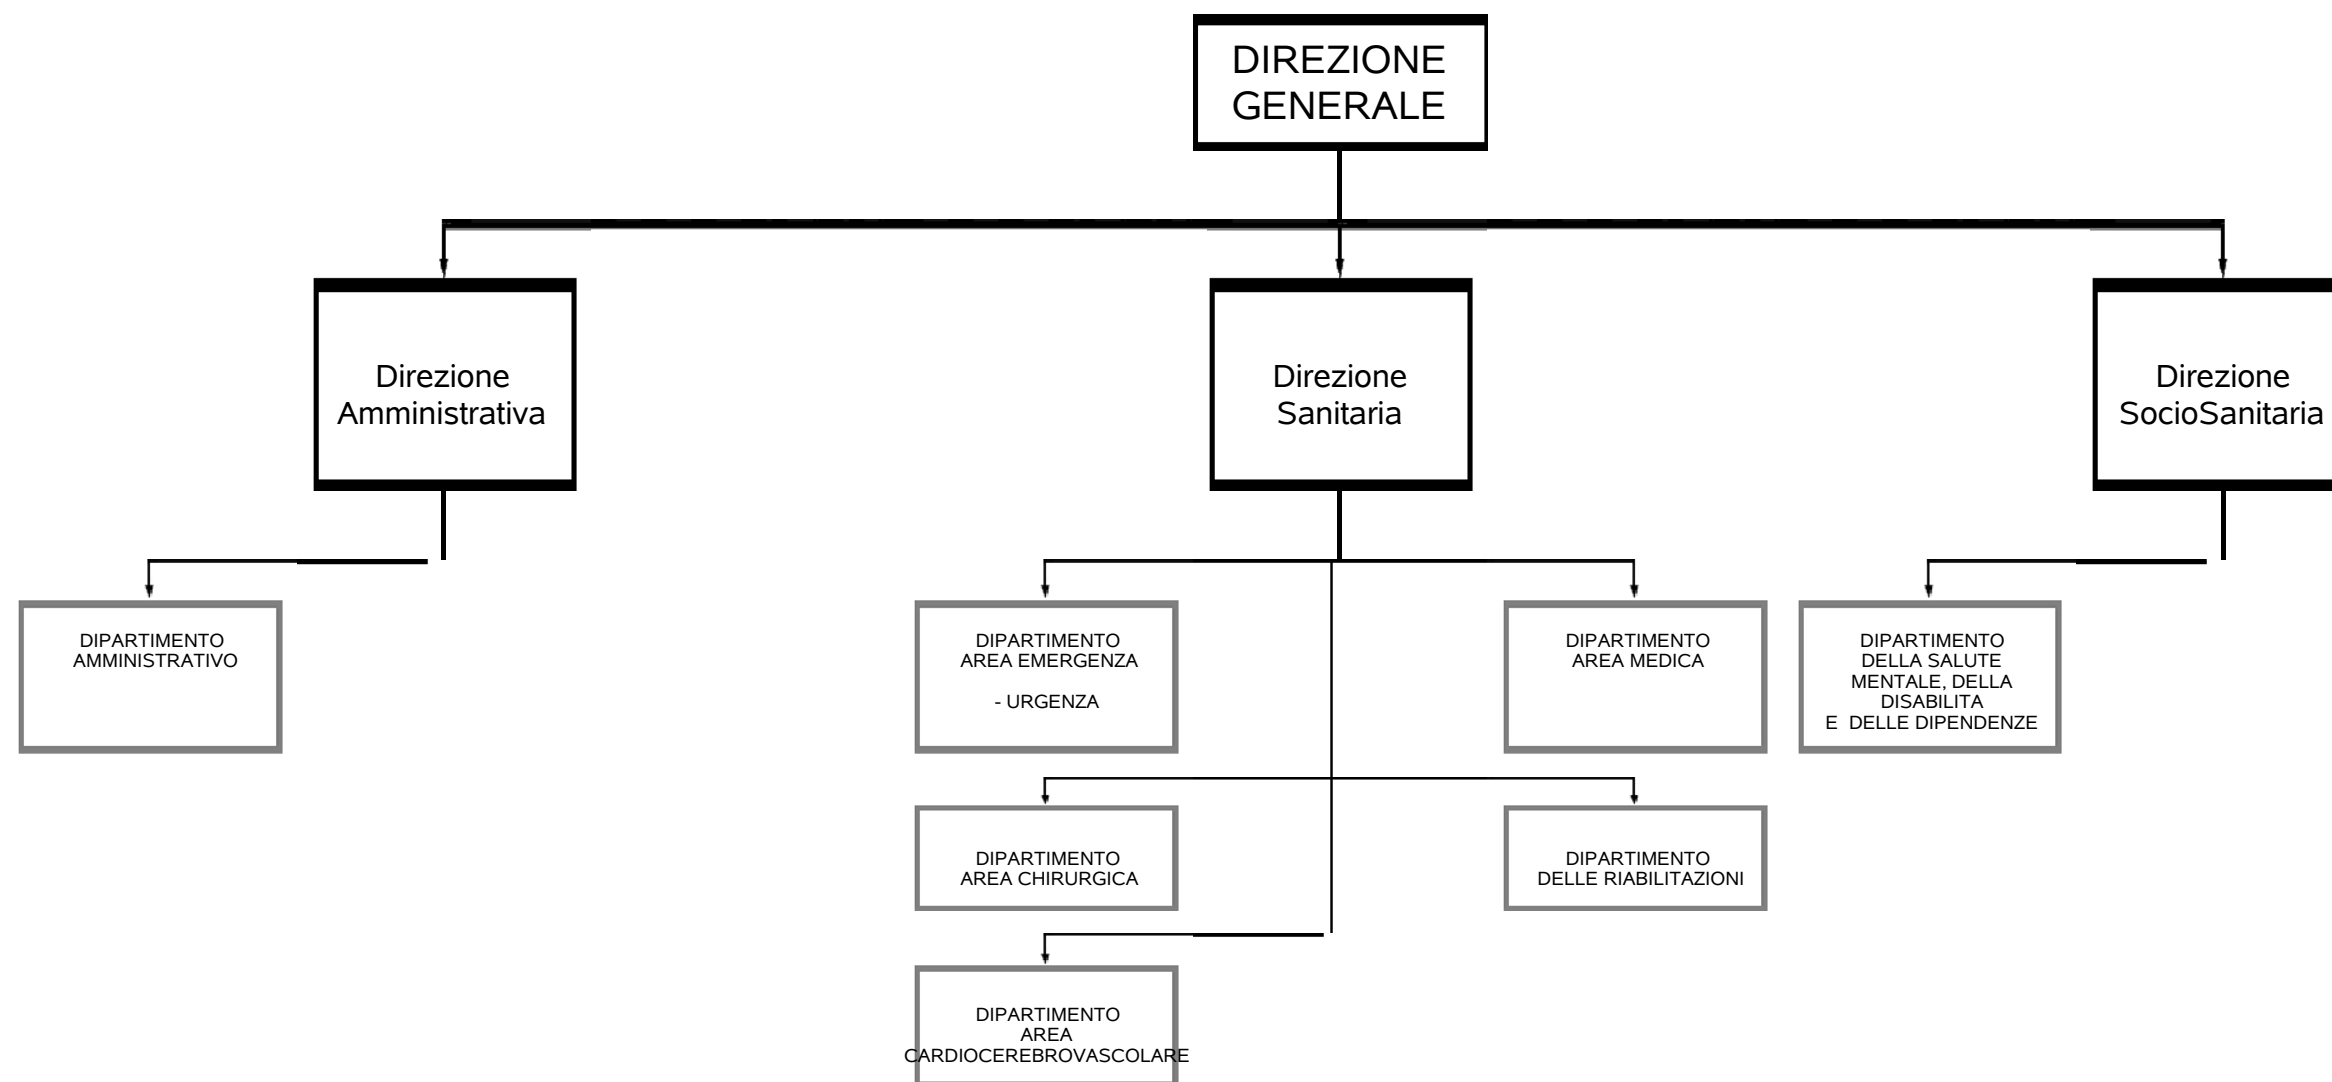 DIREZIONE
GENERALE
Direzione
Amministrativa
Direzione
Sanitaria
Direzione
SocioSanitaria
DIPARTIMENTO
AMMINISTRATIVO
DIPARTIMENTO
AREA EMERGENZA
- URGENZA
DIPARTIMENTO
AREA MEDICA
DIPARTIMENTO
DELLA SALUTE
MENTALE, DELLA
DISABILITA
E DELLE DIPENDENZE
DIPARTIMENTO
AREA CHIRURGICA
DIPARTIMENTO
DELLE RIABILITAZIONI
DIPARTIMENTO
AREA
CARDIOCEREBROVASCOLARE